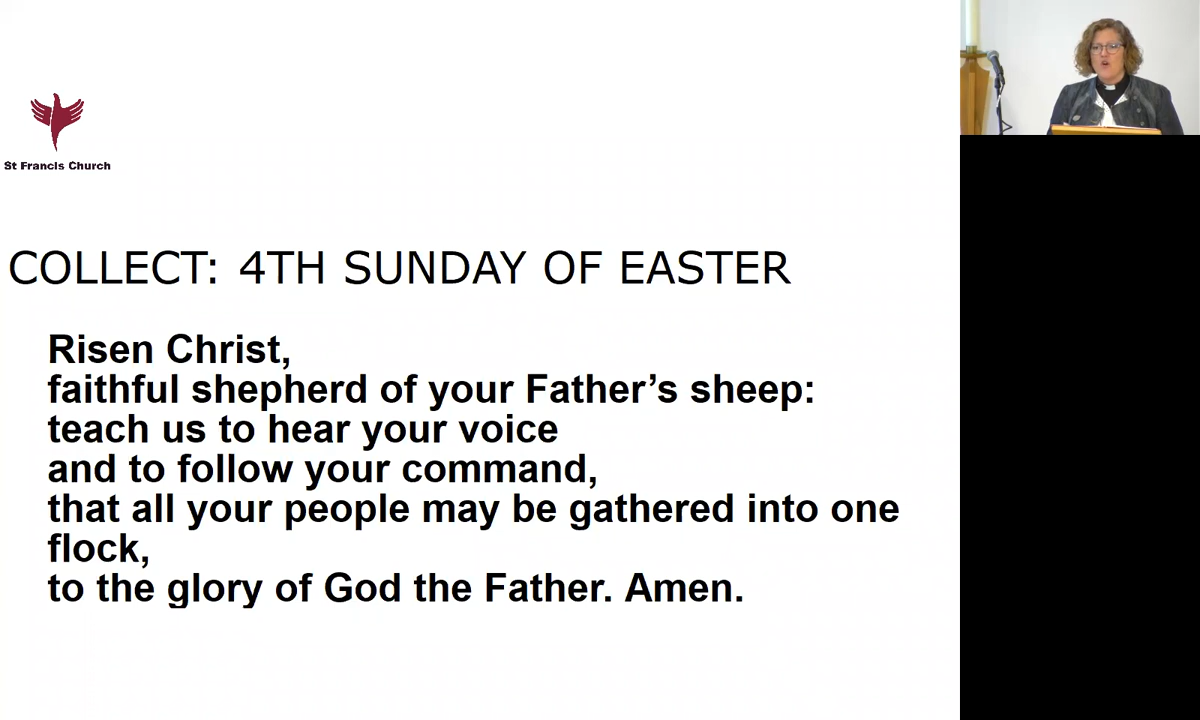 St Francis Church
COLLECT: 4TH SUNDAY OF EASTER
Risen Christ,
faithful shepherd of your Father’s sheep:
teach us to hear your voice
and to follow your command,
that all your people may be gathered into one
flock,
to the glory of God the Father. Amen.